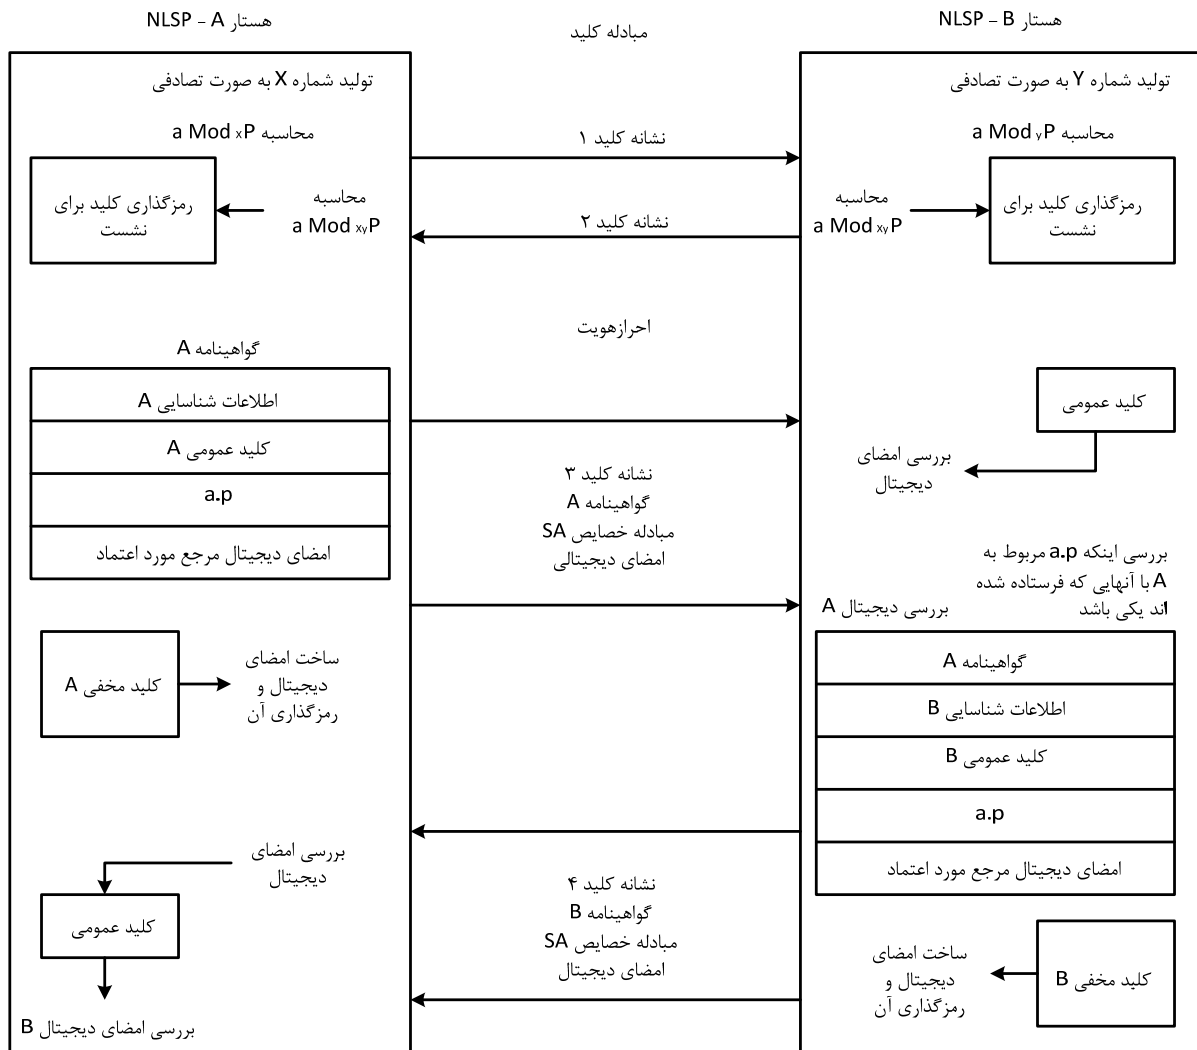 هستار NLSP – A
مبادله کلید
هستار NLSP – B
تولید شماره X به صورت تصادفی
محاسبه a Mod xP
رمزگذاری کلید برای
نشست
محاسبه
a Mod xyP
نشانه کلید ۱
نشانه کلید ۲
تولید شماره Y به صورت تصادفی
محاسبه a Mod yP
محاسبه
a Mod xyP
رمزگذاری کلید برای
نشست
احرازهویت
گواهینامه A
اطلاعات شناسایی A
کلید عمومی A
a.p
امضای دیجیتال مرجع مورد اعتماد
نشانه کلید ۳
گواهینامه A
مبادله خصایص SA
امضای دیجیتالی
کلید عمومی
بررسی امضای
دیجیتال
بررسی اینکه a.p مربوط به
A با آنهایی که فرستاده شده
اند یکی باشد
بررسی دیجیتال A
کلید مخفی A
ساخت امضای
دیجیتال و
رمزگذاری آن
گواهینامه A
اطلاعات شناسایی B
کلید عمومی B
a.p
امضای دیجیتال مرجع مورد اعتماد
بررسی امضای
دیجیتال
کلید عمومی
بررسی امضای دیجیتال B
نشانه کلید ۴
گواهینامه B
مبادله خصایص SA
امضای دیجیتال
ساخت امضای
دیجیتال و
رمزگذاری آن
کلید مخفی B